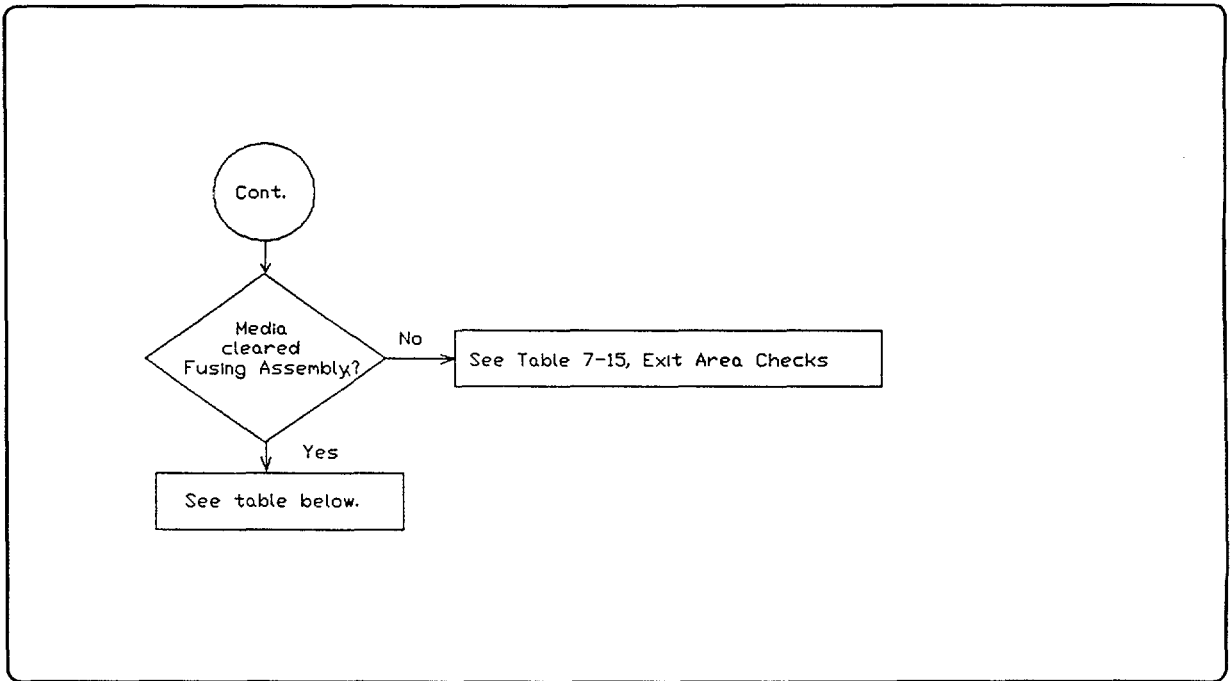 Cont.
Media
cleared
Fusing Assembly?
No
See Table 7-15, Exit Area Checks
Yes
See table below.